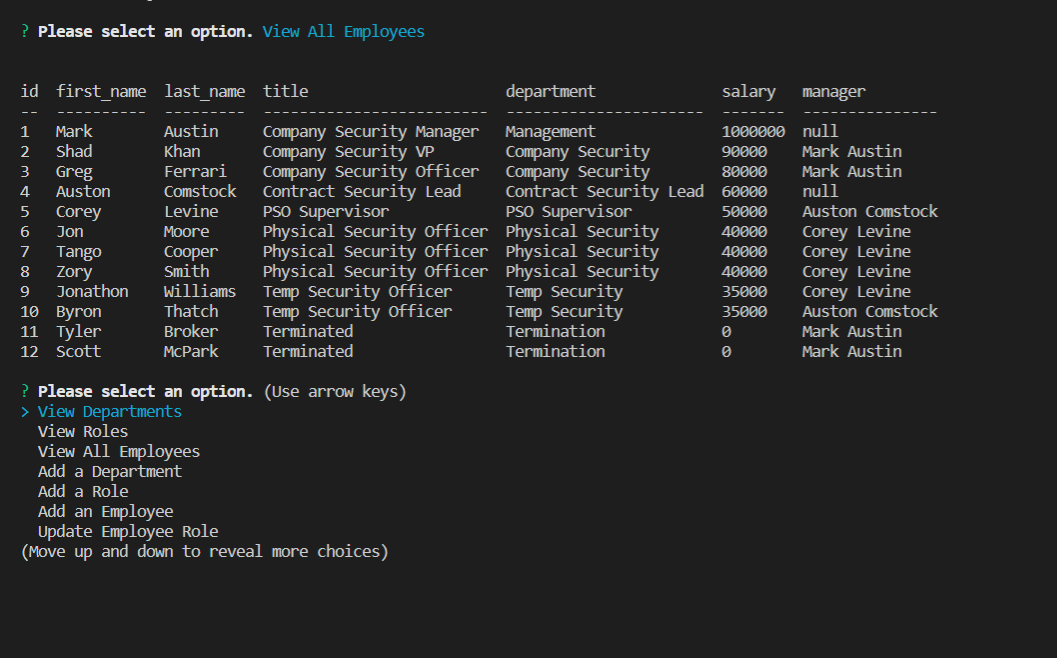 ? Please select an option. View All Employees
id  first_name  last_name  title                      department              salary   manager
--  ----------  ---------  -------------------------  ----------------------  -------  ---------------
1   Mark        Austin     Company Security Manager   Management              1000000  null
2   Shad        Khan       Company Security VP        Company Security        90000    Mark Austin
3   Greg        Ferrari    Company Security Officer   Company Security        80000    Mark Austin
4   Auston      Comstock   Contract Security Lead     Contract Security Lead  60000    null
5   Corey       Levine     PSO Supervisor             PSO Supervisor          50000    Auston Comstock
6   Jon         Moore      Physical Security Officer  Physical Security       40000    Corey Levine
7   Tango       Cooper     Physical Security Officer  Physical Security       40000    Corey Levine
8   Zory        Smith      Physical Security Officer  Physical Security       40000    Corey Levine
9   Jonathon    Williams   Temp Security Officer      Temp Security           35000    Corey Levine
10  Byron       Thatch     Temp Security Officer      Temp Security           35000    Auston Comstock
11  Tyler       Broker     Terminated                 Termination             0        Mark Austin
12  Scott       McPark     Terminated                 Termination             0        Mark Austin
? Please select an option. (Use arrow keys)
> View Departments
  View Roles
  View All Employees
  Add a Department
  Add a Role
  Add an Employee
  Update Employee Role
(Move up and down to reveal more choices)